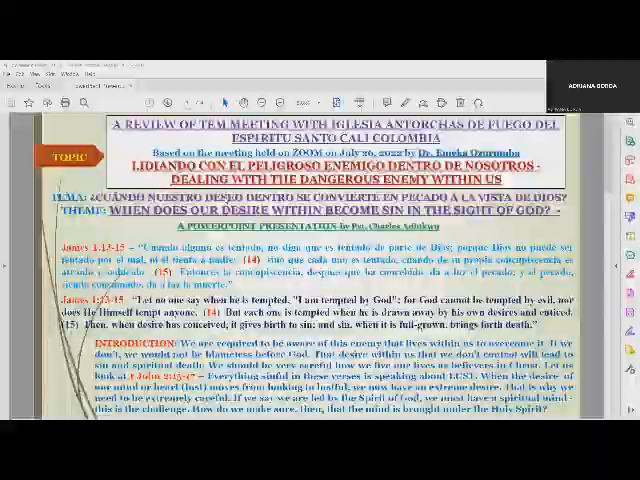 File Edit View Sign Window Help
Home Tools
ADRIANA BORDA
A REVIEW OF TEM MEETING WITH IGLESIA ANTORCHAS DE FUEGO DEL
ESPIRITU SANTO CALI COLOMBIA
Based on the meeting held on ZOOM on July 26, 2022 by Dr. Emeka Ozurumba
TOPIC
LIDIANDO CON EL PELIGROSO ENEMIGO DENTRO DE NOSOTROS -
DEALING WITH THE DANGEROUS ENEMY WITHIN US
TEMA: ¿CUÁNDO NUESTRO DESEO DENTRO SE CONVIERTE EN PECADO A LA VISTA DE DIOS?
THEME: WHEN DOES OUR DESIRE WITHIN BECOME SIN IN THE SIGHT OF GOD? -
A POWERPOINT PRESENTATION by Pst. Charles Adinkwu
James 1:13-15 – “Cuando alguno es tentado, no diga que es tentado de parte de Dios; porque Dios no puede ser
tentado por el mal, ni él tienta a nadie; (14) sino que cada uno es tentado, cuando de su propia concupiscencia es
atraído y seducido. (15) Entonces la concupiscencia, después que ha concebido, da a luz el pecado; y el pecado,
siendo consumado, da a luz la muerte.”
James 1:13-15 “Let no one say when he is tempted, "I am tempted by God"; for God cannot be tempted by evil, nor
does He Himself tempt anyone. (14) But each one is tempted when he is drawn away by his own desires and enticed.
(15) Then, when desire has conceived, it gives birth to sin; and sin, when it is full-grown, brings forth death.”
INTRODUCTION: We are required to be aware of this enemy that lives within us to overcome it. If we
don't, we would not be blameless before God. That desire within us that we don't control will lead to
sin and spiritual death. We should be very careful how we live our lives as believers in Christ. Let us
look at 1 John 2:15-17 – Everything sinful in these verses is speaking about LUST. When the desire of
our mind or heart (lust) moves from looking to lustful, we now have an extreme desire. That is why we
need to be extremely careful. If we say we are led by the Spirit of God, we must have a spiritual mind -
this is the challenge. How do we make sure, then, that the mind is brought under the Holy Spirit?